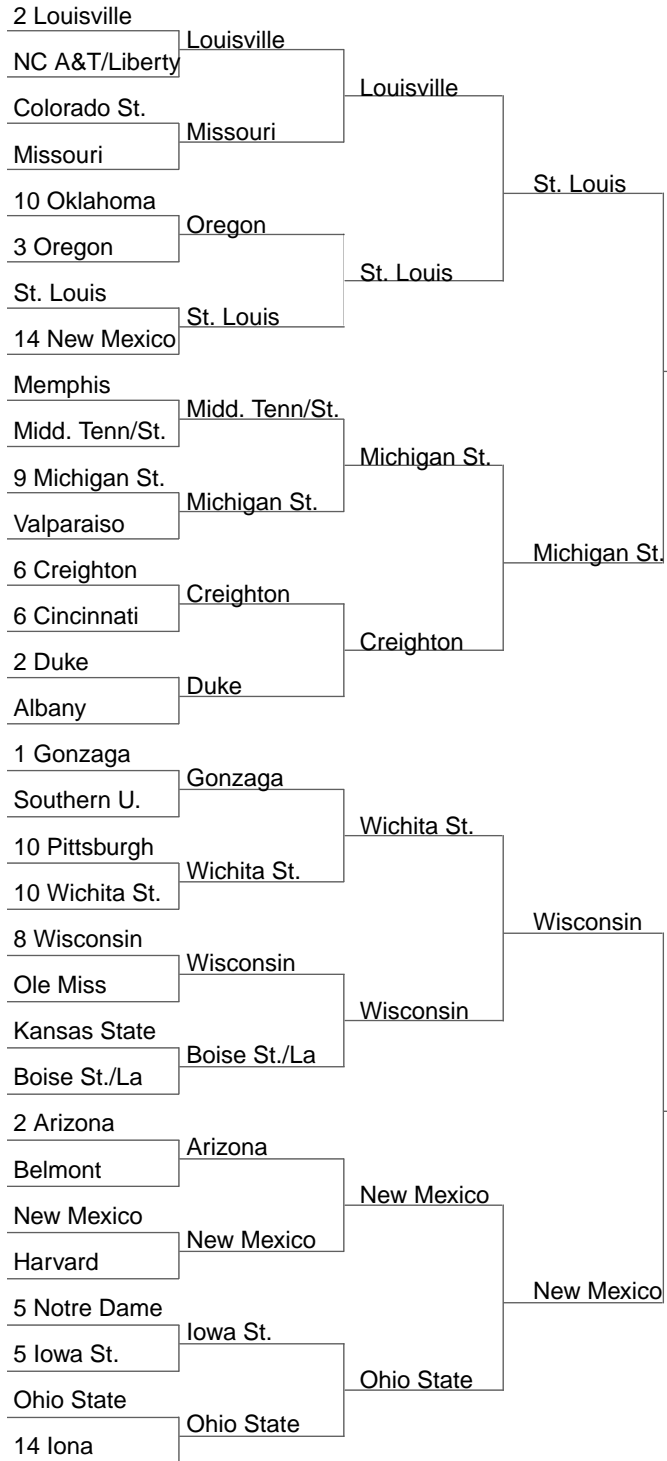 2 Louisville
NC A&T/Liberty
Colorado St.
Missouri
10 Oklahoma
3 Oregon
St. Louis
14 New Mexico
Memphis
Midd. Tenn/St.
9 Michigan St.
Valparaiso
6 Creighton
6 Cincinnati
2 Duke
Albany
1 Gonzaga
Southern U.
10 Pittsburgh
10 Wichita St.
8 Wisconsin
Ole Miss
Kansas State
Boise St./La
2 Arizona
Belmont
New Mexico
Harvard
5 Notre Dame
5 Iowa St.
Ohio State
14 Iona
Louisville
Missouri
Oregon
St. Louis
Midd. Tenn/St.
Michigan St.
Creighton
Duke
Gonzaga
Wichita St.
Wisconsin
Boise St./La
Arizona
New Mexico
Iowa St.
Ohio State
Louisville
St. Louis
Michigan St.
Creighton
Wichita St.
Wisconsin
New Mexico
Ohio State
St. Louis
Michigan St.
Wisconsin
New Mexico